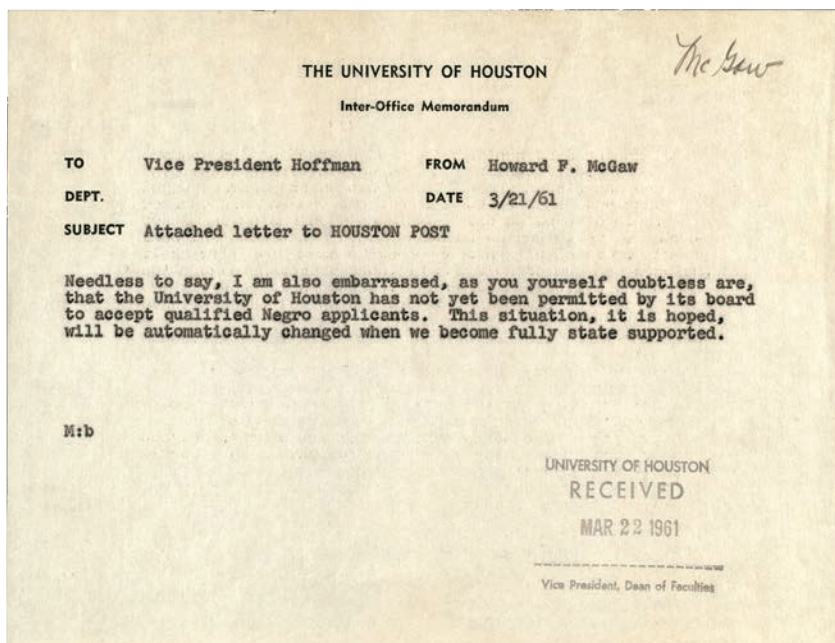 McGaw
THE UNIVERSITY OF HOUSTON
Inter-Office Memorandum
TO Vice President Hoffman FROM Howard F. McGaw
DEPT. DATE 3/21/61
SUBJECT Attached letter to HOUSTON POST
Needless to say, I am also embarrassed, as you yourself doubtless are,
that the University of Houston has not yet been permitted by its board
to accept qualified Negro applicants. This situation, it is hoped,
will be automatically changed when we become fully state supported.
M:b
UNIVERSITY OF HOUSTON
RECEIVED
MAR 22 1961
Vice President, Dean of Faculties